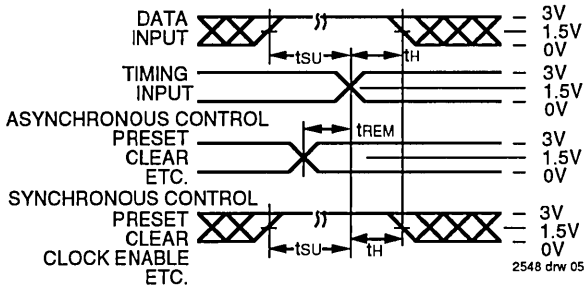 DATA
INPUT
3V
1.5V
0V
tSU
tH
TIMING
INPUT
3V
1.5V
0V
ASYNCHRONOUS CONTROL
tREM
PRESET
CLEAR
ETC.
3V
1.5V
0V
SYNCHRONOUS CONTROL
PRESET
CLEAR
CLOCK ENABLE
ETC.
3V
1.5V
0V
tSU
tH
2548 drw 05